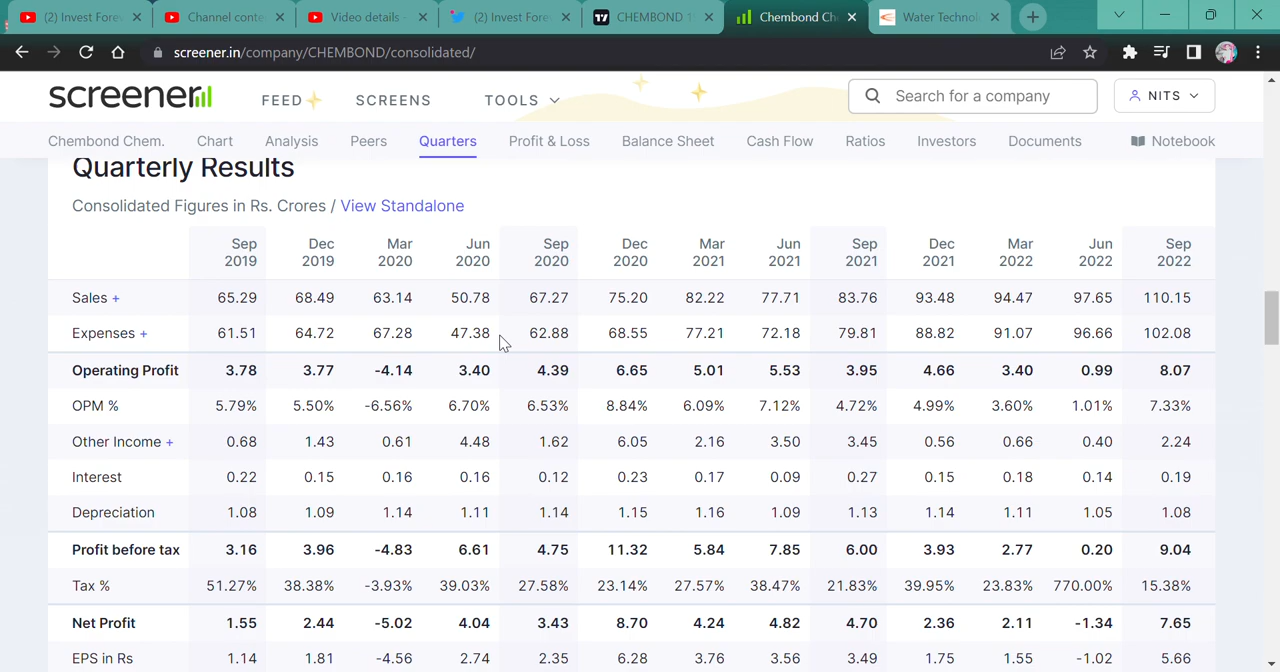 (2) Invest Fore
Channel conte
Video details -
(2) Invest Fore
CHEMBOND 1
Chembond Ch
Water Technol
screener.in/company/CHEMBOND/consolidated/
screener
FEED
SCREENS
TOOLS
Search for a company
NITS
Chembond Chem.
Chart
Analysis
Peers
Quarters
Profit & Loss
Balance Sheet
Cash Flow
Ratios
Investors
Documents
Notebook
Quarterly Results
Consolidated Figures in Rs. Crores / View Standalone
Sep 2019 Dec 2019 Mar 2020 Jun 2020 Sep 2020 Dec 2020 Mar 2021 Jun 2021 Sep 2021 Dec 2021 Mar 2022 Jun 2022 Sep 2022
Sales + 65.29 68.49 63.14 50.78 67.27 75.20 82.22 77.71 83.76 93.48 94.47 97.65 110.15
Expenses + 61.51 64.72 67.28 47.38 62.88 68.55 77.21 72.18 79.81 88.82 91.07 96.66 102.08
Operating Profit 3.78 3.77 -4.14 3.40 4.39 6.65 5.01 5.53 3.95 4.66 3.40 0.99 8.07
OPM % 5.79% 5.50% -6.56% 6.70% 6.53% 8.84% 6.09% 7.12% 4.72% 4.99% 3.60% 1.01% 7.33%
Other Income + 0.68 1.43 0.61 4.48 1.62 6.05 2.16 3.50 3.45 0.56 0.66 0.40 2.24
Interest 0.22 0.15 0.16 0.16 0.12 0.23 0.17 0.09 0.27 0.15 0.18 0.14 0.19
Depreciation 1.08 1.09 1.14 1.11 1.14 1.15 1.16 1.09 1.13 1.14 1.11 1.05 1.08
Profit before tax 3.16 3.96 -4.83 6.61 4.75 11.32 5.84 7.85 6.00 3.93 2.77 0.20 9.04
Tax % 51.27% 38.38% -3.93% 39.03% 27.58% 23.14% 27.57% 38.47% 21.83% 39.95% 23.83% 770.00% 15.38%
Net Profit 1.55 2.44 -5.02 4.04 3.43 8.70 4.24 4.82 4.70 2.36 2.11 -1.34 7.65
EPS in Rs 1.14 1.81 -4.56 2.74 2.35 6.28 3.76 3.56 3.49 1.75 1.55 -1.02 5.66